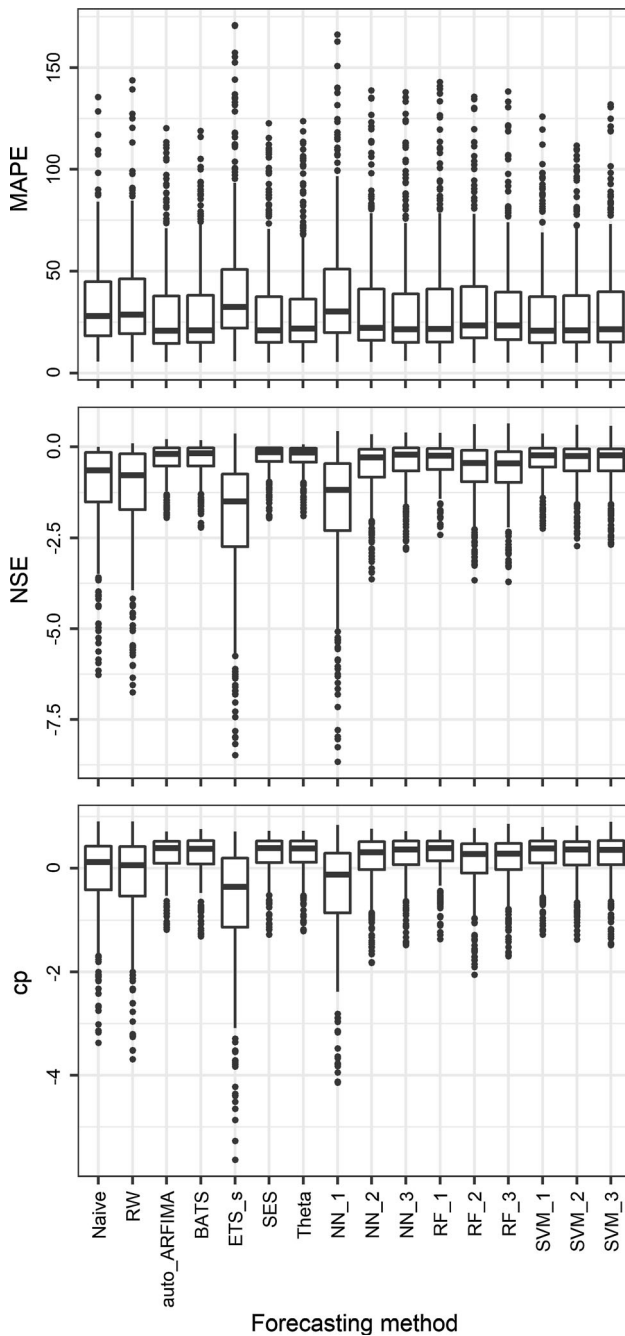 MAPE
150
100
50
0
NSE
0.0
-2.5
-5.0
-7.5
cp
0
-2
-4
Naive
RW
auto_ARFIMA
BATS
ETS_s
SES
Theta
NN_1
NN_2
NN_3
RF_1
RF_2
RF_3
SVM_1
SVM_2
SVM_3
Forecasting method